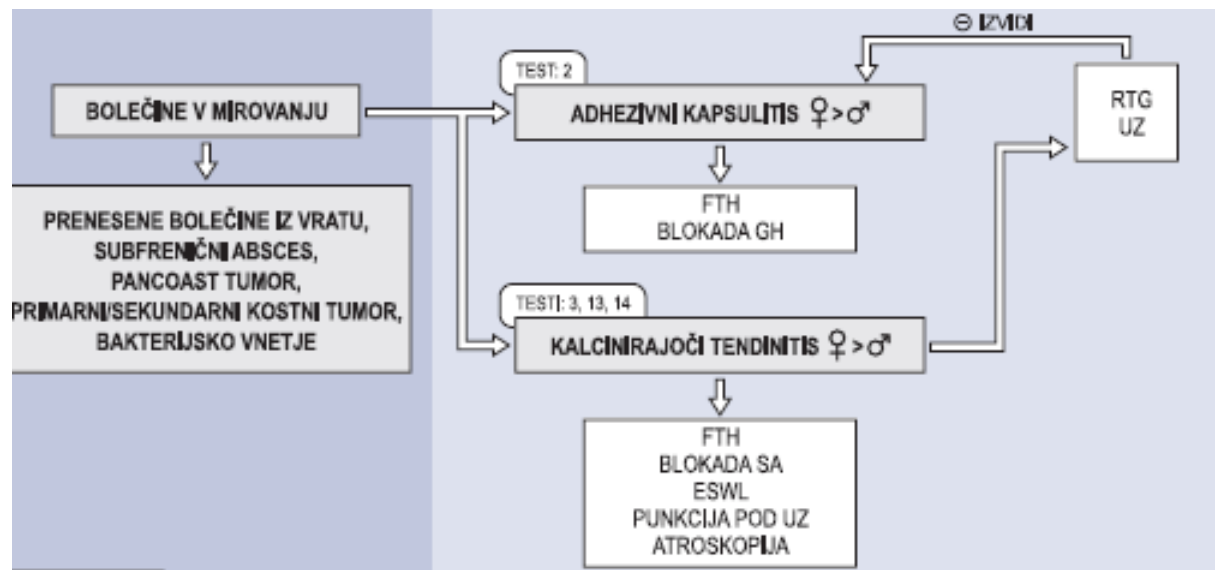 ⊖ IZVIDI
TEST: 2
BOLEČINE V MIROVANJU
ADHEZIVNI KAPSULITIS ♀>♂
RTG
UZ
PRENESENE BOLEČINE IZ VRATU,
SUBFRENIČNI ABSCES,
PANCOAST TUMOR,
PRIMARNI/SEKUNDARNI KOSTNI TUMOR,
BAKTERIJSKO VNETJE
FTH
BLOKADA GH
TESTI: 3, 13, 14
KALCINIRAJOČI TENDINITIS ♀>♂
FTH
BLOKADA SA
ESWL
PUNKCIJA POD UZ
ATROSKOPIJA